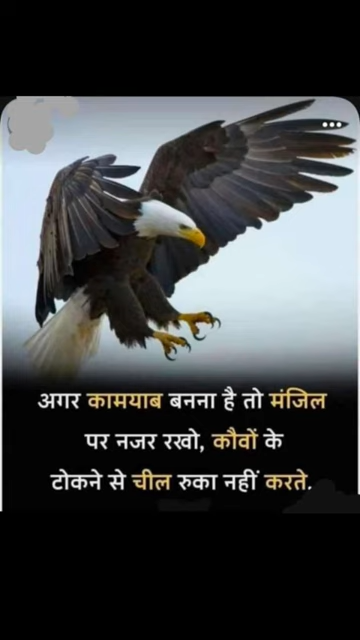 अगर कामयाब बनना है तो मंजिल
पर नजर रखो, कौवों के
टोकने से चील रुका नहीं करते.